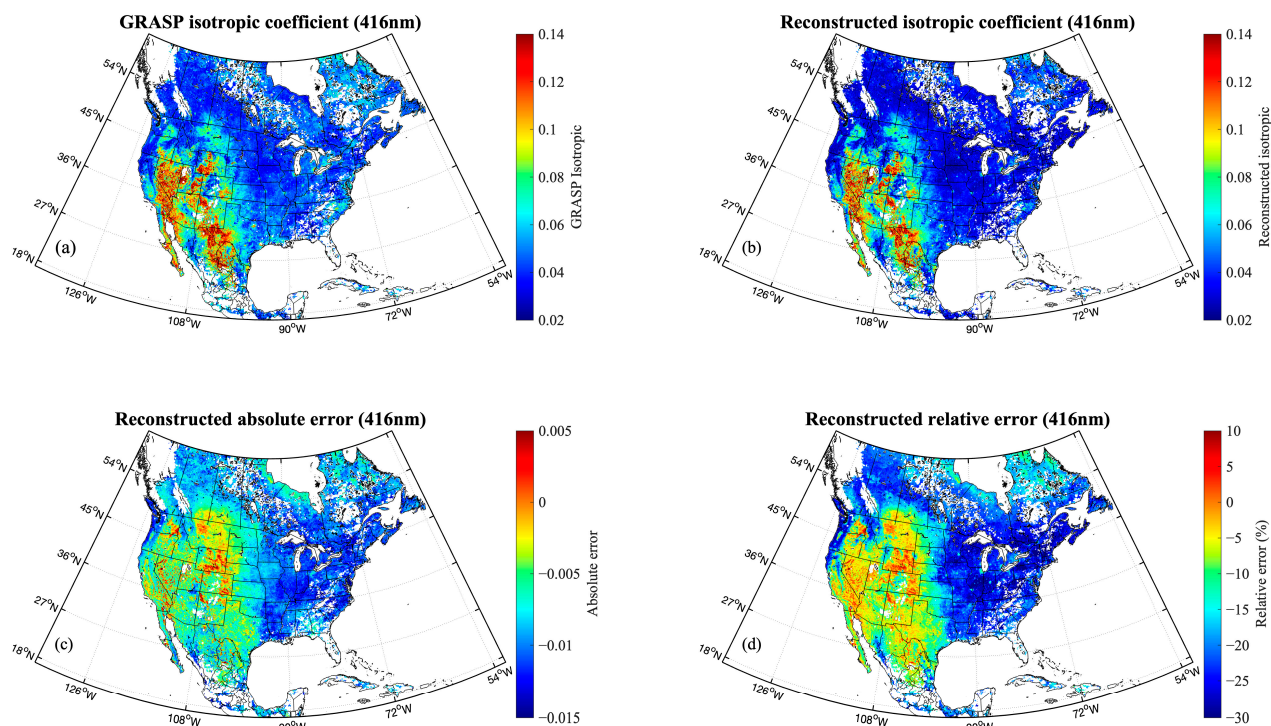 GRASP isotropic coefficient (416nm)
54°N
45°N
36°N
27°N
18°N
126°W
108°W
90°W
72°W
54°W
(a)
0.14
0.12
0.1
0.08
0.06
0.04
0.02
GRASP Isotropic
Reconstructed isotropic coefficient (416nm)
54°N
45°N
36°N
27°N
18°N
126°W
108°W
90°W
72°W
54°W
(b)
0.14
0.12
0.1
0.08
0.06
0.04
0.02
Reconstructed isotropic
Reconstructed absolute error (416nm)
54°N
45°N
36°N
27°N
18°N
126°W
108°W
72°W
54°W
(c)
0.005
0
−0.005
−0.01
−0.015
Absolute error
Reconstructed relative error (416nm)
54°N
45°N
36°N
27°N
18°N
126°W
108°W
72°W
54°W
(d)
10
5
0
−5
−10
−15
−20
−25
−30
Relative error (%)